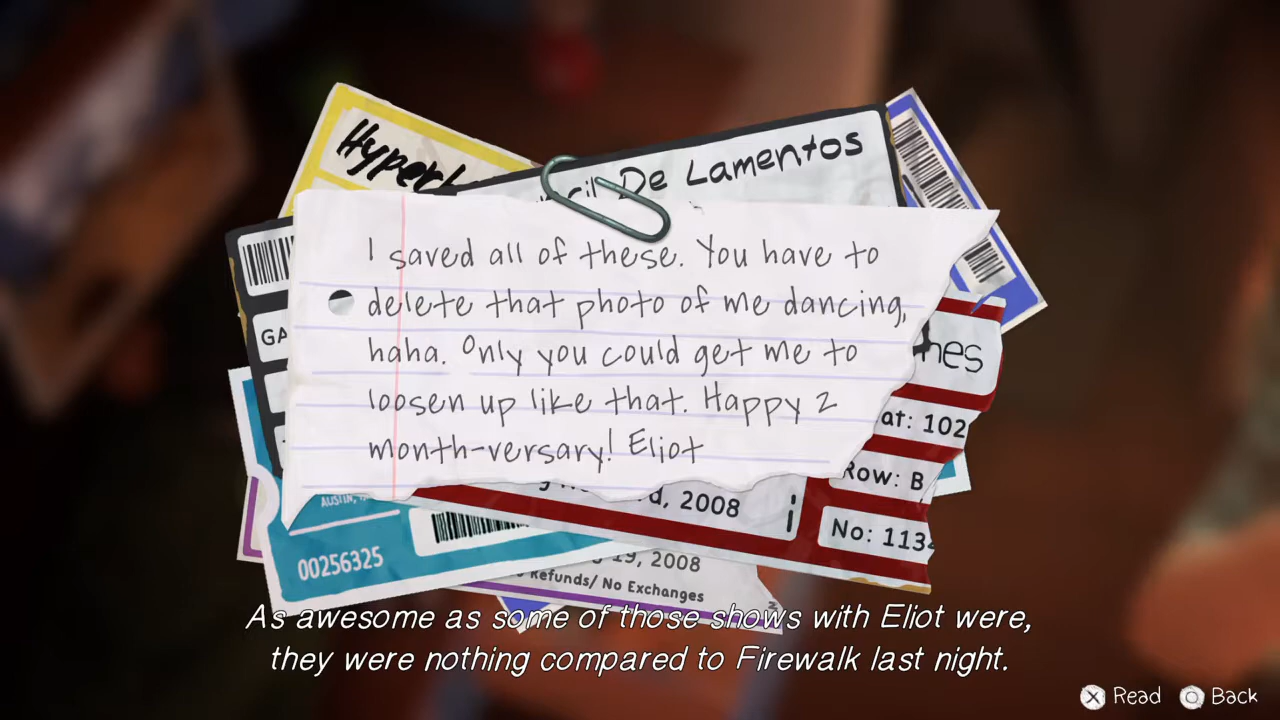 De Lamentos
I saved all of these. You have to
delete that photo of me dancing,
haha. Only you could get me to
loosen up like that. Happy 2
month-versary! Eliot
at: 102
Row: B
No: 113
2008
00256325
19, 2008
Refunds/ No Exchanges
As awesome as some of those shows with Eliot were,
they were nothing compared to Firewalk last night.
Read
Back